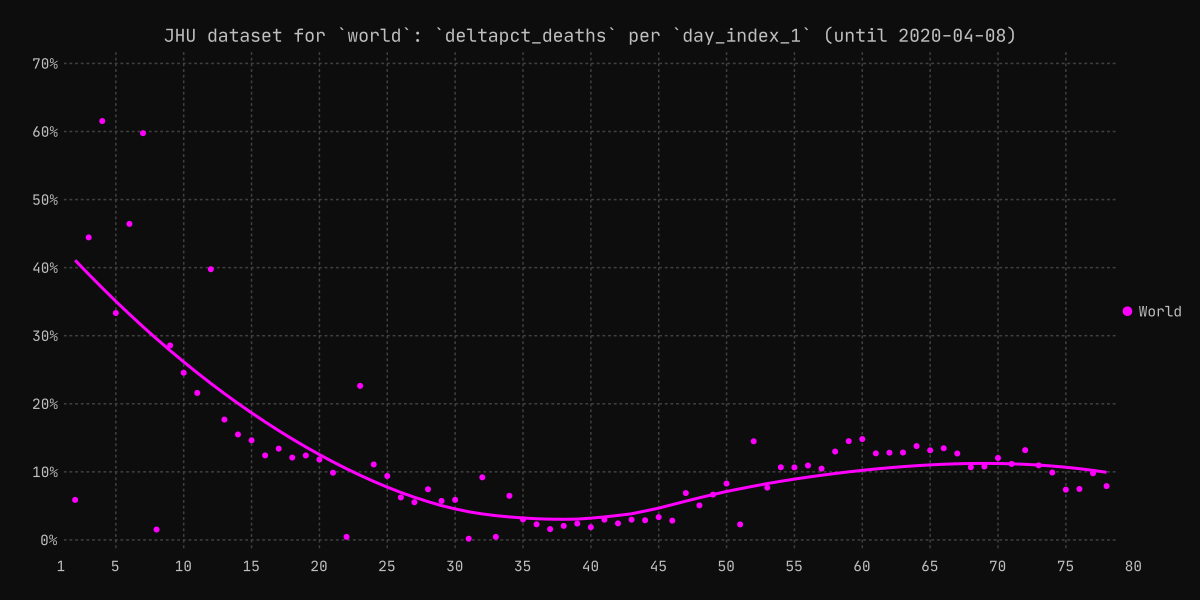 JHU dataset for `world`: `deltapct_deaths` per `day_index_1` (until 2020-04-08)
70%
60%
50%
40%
30%
20%
10%
0%
1 5 10 15 20 25 30 35 40 45 50 55 60 65 70 75 80
World